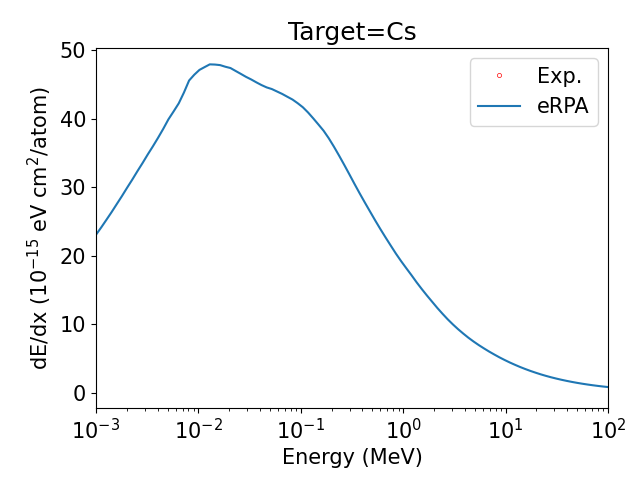 Target=Cs
dE/dx (10⁻¹⁵ eV cm²/atom)
50
40
30
20
10
0
Exp.
eRPA
10⁻³ 10⁻² 10⁻¹ 10⁰ 10¹ 10²
Energy (MeV)